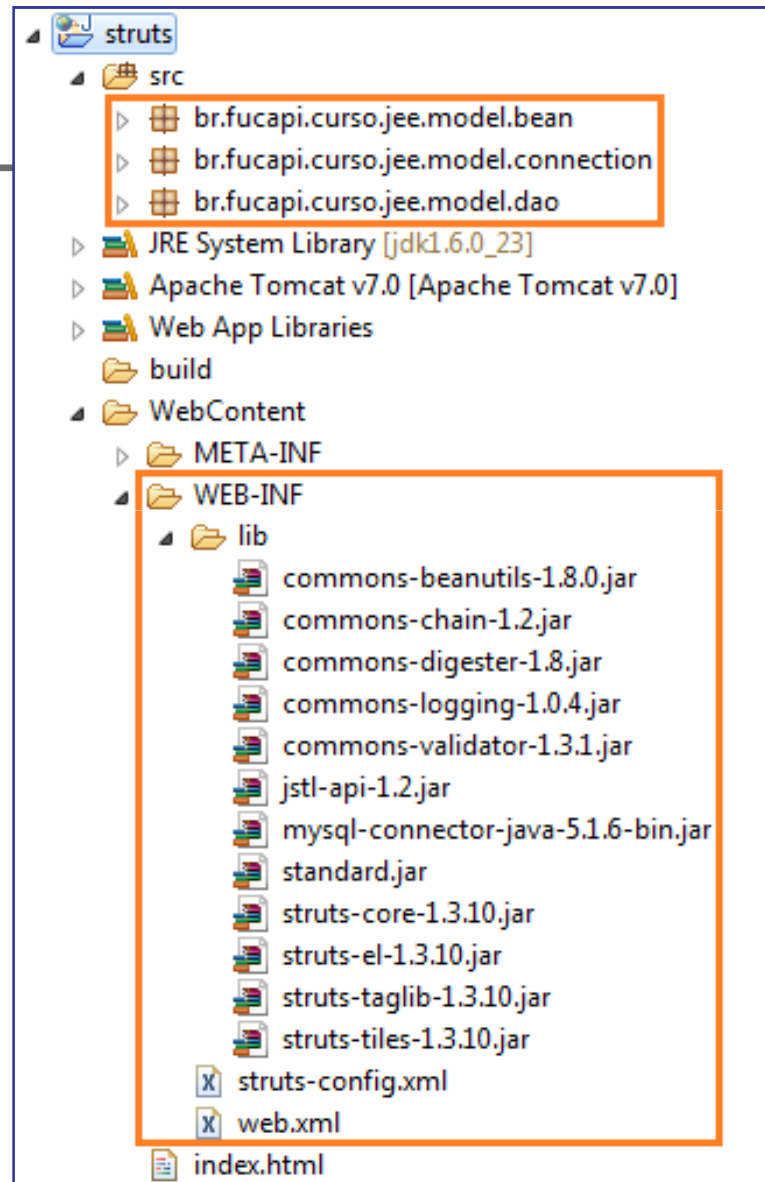 struts
src
br.fucapi.curso.jee.model.bean
br.fucapi.curso.jee.model.connection
br.fucapi.curso.jee.model.dao
JRE System Library [jdk1.6.0_23]
Apache Tomcat v7.0 [Apache Tomcat v7.0]
Web App Libraries
build
WebContent
META-INF
WEB-INF
lib
commons-beanutils-1.8.0.jar
commons-chain-1.2.jar
commons-digester-1.8.jar
commons-logging-1.0.4.jar
commons-validator-1.3.1.jar
jstl-api-1.2.jar
mysql-connector-java-5.1.6-bin.jar
standard.jar
struts-core-1.3.10.jar
struts-el-1.3.10.jar
struts-taglib-1.3.10.jar
struts-tiles-1.3.10.jar
struts-config.xml
web.xml
index.html